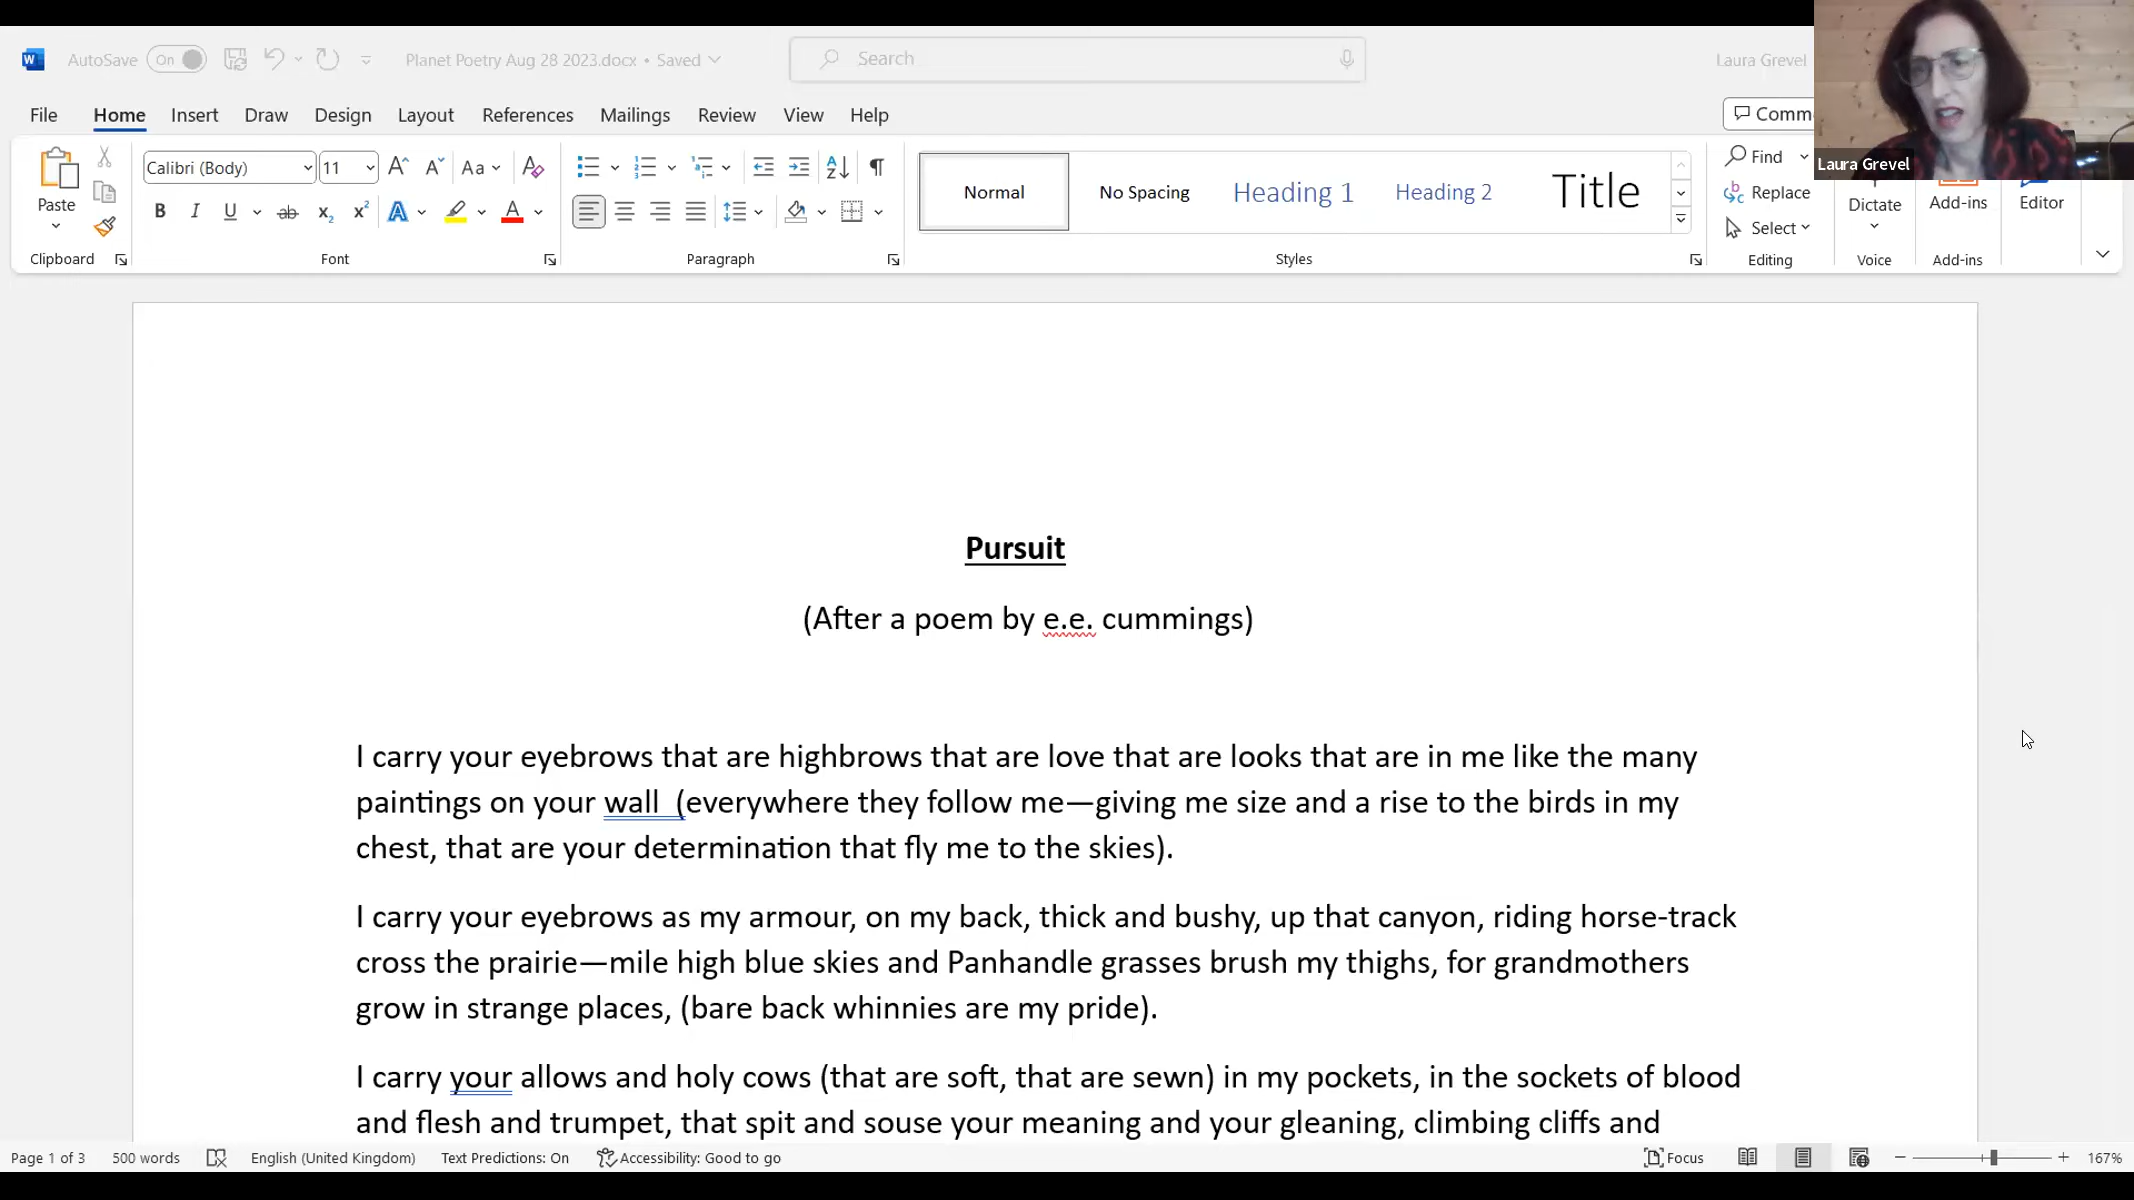 AutoSave On Planet Poetry Aug 28 2023.docx • Saved Search Laura Grevel
File Home Insert Draw Design Layout References Mailings Review View Help Comm
Laura Grevel
Paste Calibri (Body) 11 Aa Normal No Spacing Heading 1 Heading 2 Title Find Replace Select Dictate Add-ins Editor
Clipboard Font Paragraph Styles Editing Voice Add-ins
Pursuit
(After a poem by e.e. cummings)
I carry your eyebrows that are highbrows that are love that are looks that are in me like the many
paintings on your wall  (everywhere they follow me—giving me size and a rise to the birds in my
chest, that are your determination that fly me to the skies).
I carry your eyebrows as my armour, on my back, thick and bushy, up that canyon, riding horse-track
cross the prairie—mile high blue skies and Panhandle grasses brush my thighs, for grandmothers
grow in strange places, (bare back whinnies are my pride).
I carry your allows and holy cows (that are soft, that are sewn) in my pockets, in the sockets of blood
and flesh and trumpet, that spit and souse your meaning and your gleaning, climbing cliffs and
Page 1 of 3 500 words English (United Kingdom) Text Predictions: On Accessibility: Good to go Focus 167%